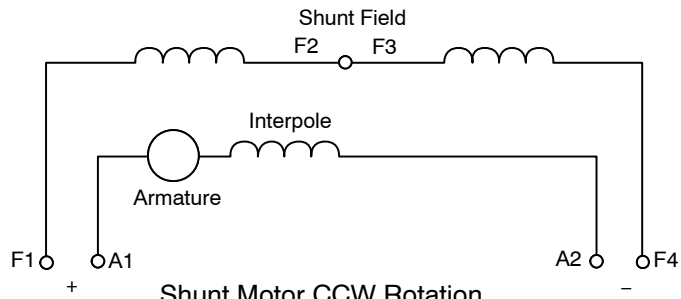 Shunt Field
F2 F3
Interpole
Armature
F1 A1 A2 F4
+ –
Shunt Motor CCW Rotation